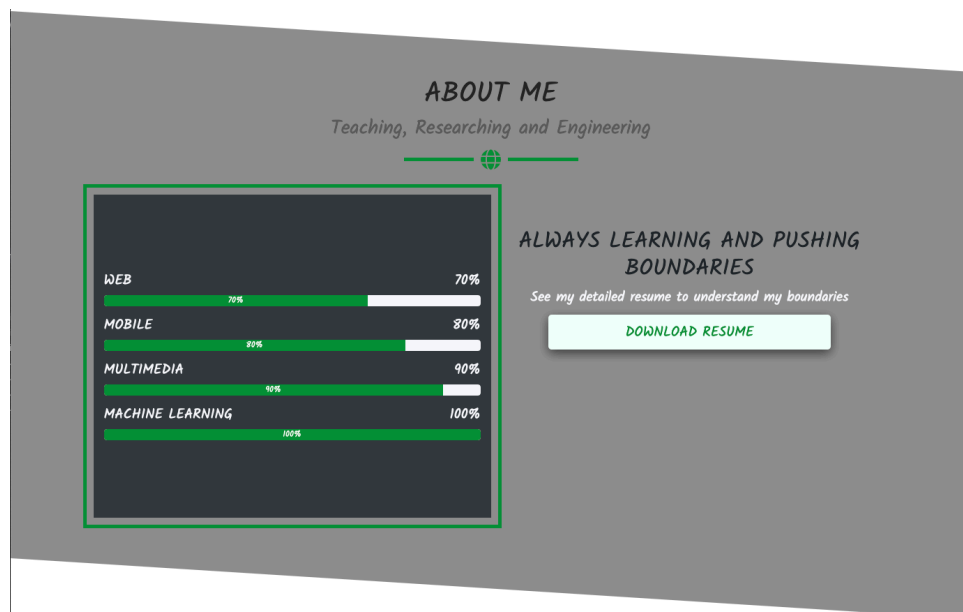 ABOUT ME
Teaching, Researching and Engineering
WEB 70%
70%
MOBILE 80%
80%
MULTIMEDIA 90%
90%
MACHINE LEARNING 100%
100%
ALWAYS LEARNING AND PUSHING
BOUNDARIES
See my detailed resume to understand my boundaries
DOWNLOAD RESUME